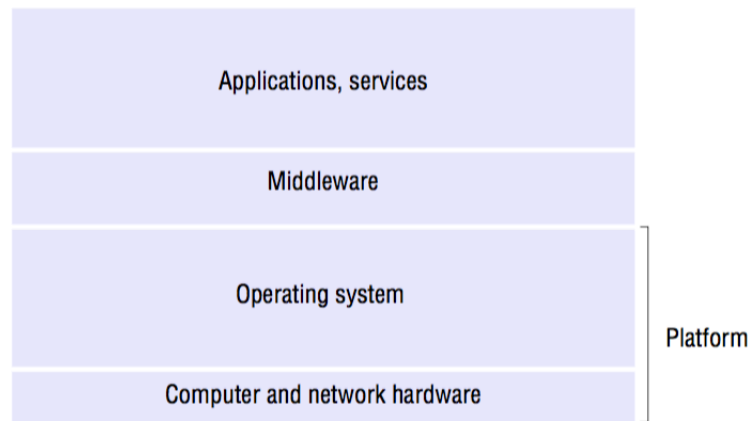 Applications, services
Middleware
Operating system
Platform
Computer and network hardware